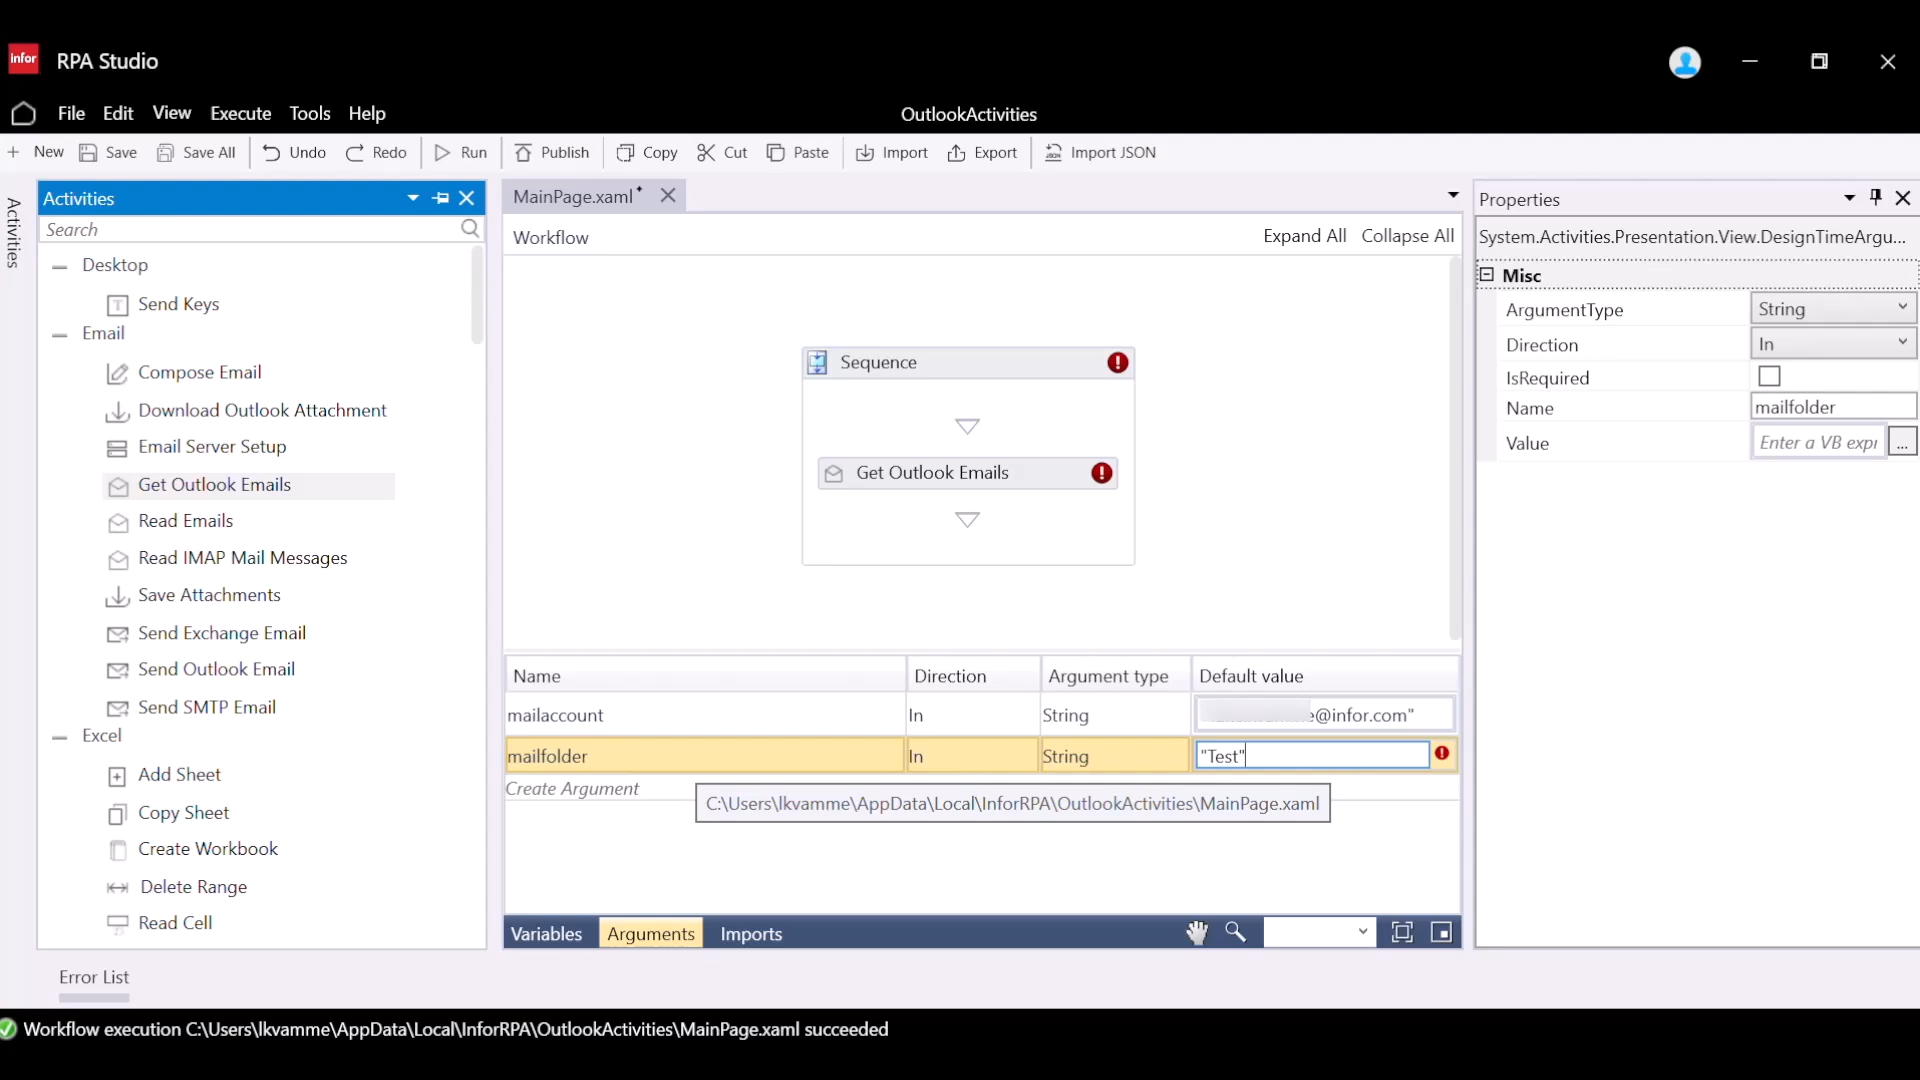 infor RPA Studio
File Edit View Execute Tools Help OutlookActivities
+ New Save Save All Undo Redo Run Publish Copy Cut Paste Import Export Import JSON
Activities
Activities
Search
Desktop
Send Keys
Email
Compose Email
Download Outlook Attachment
Email Server Setup
Get Outlook Emails
Read Emails
Read IMAP Mail Messages
Save Attachments
Send Exchange Email
Send Outlook Email
Send SMTP Email
Excel
Add Sheet
Copy Sheet
Create Workbook
Delete Range
Read Cell
MainPage.xaml*
Workflow Expand All Collapse All
Sequence
Get Outlook Emails
Name Direction Argument type Default value
mailaccount In String e@infor.com"
mailfolder In String "Test"
Create Argument
C:\Users\lkvamme\AppData\Local\InforRPA\OutlookActivities\MainPage.xaml
Variables Arguments Imports
Properties
System.Activities.Presentation.View.DesignTimeArgu...
Misc
ArgumentType String
Direction In
IsRequired
Name mailfolder
Value Enter a VB expr ...
Error List
Workflow execution C:\Users\lkvamme\AppData\Local\InforRPA\OutlookActivities\MainPage.xaml succeeded